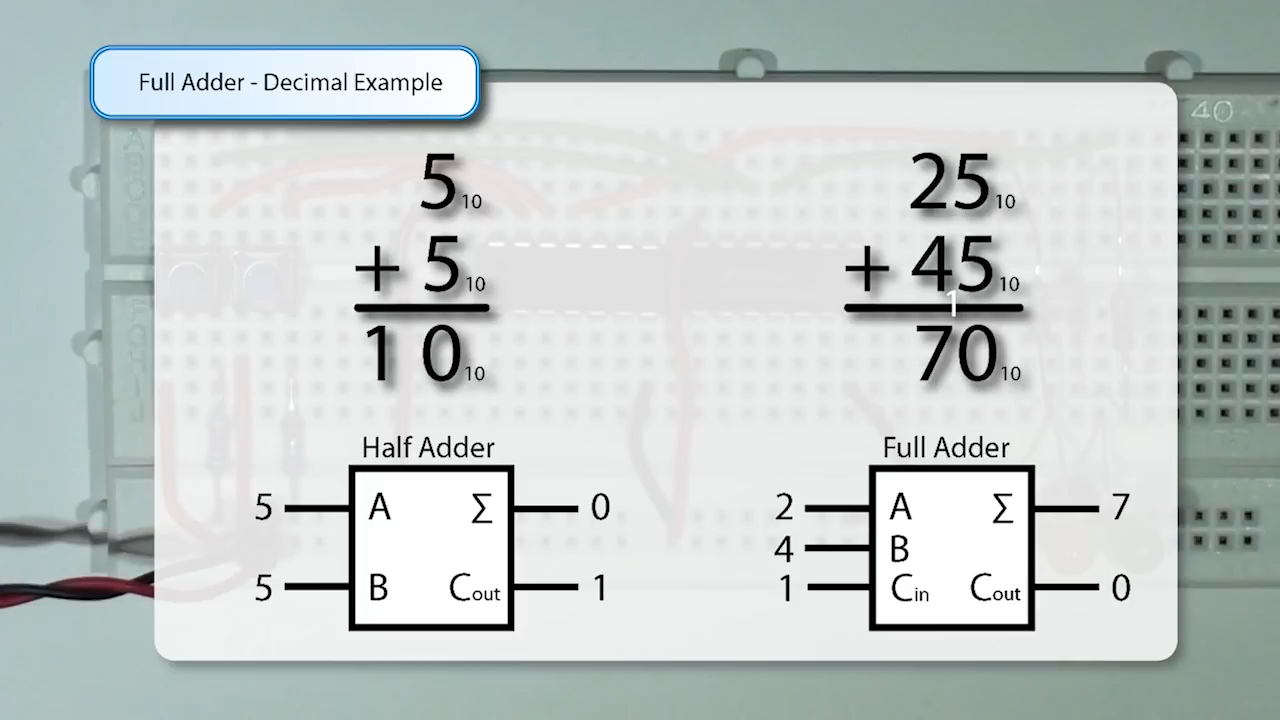 Full Adder - Decimal Example
40
5₁₀
+ 5₁₀
1 0₁₀
25₁₀
+ 45₁₀
1
70₁₀
Half Adder
5 A Σ 0
5 B Cout 1
Full Adder
2 A Σ 7
4 B
1 Cin Cout 0